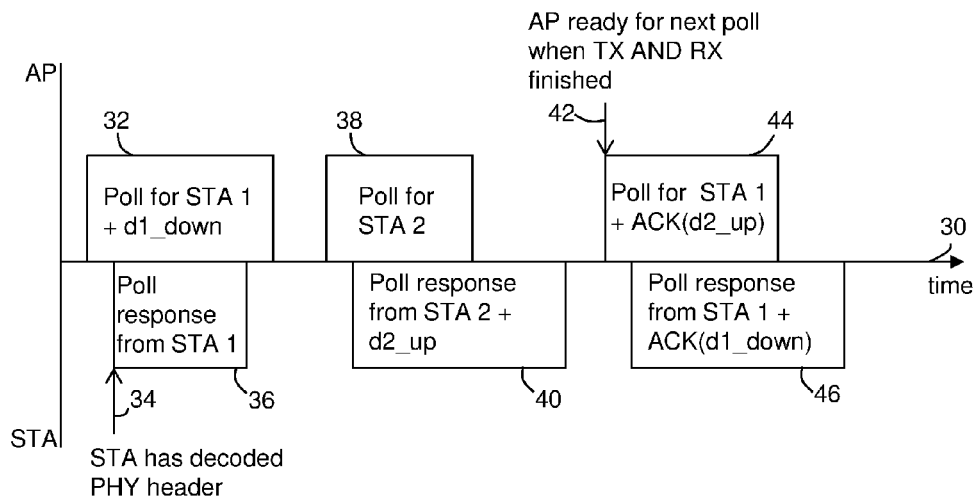 AP ready for next poll
when TX AND RX
finished
AP
32
38
42
44
Poll for STA 1
+ d1_down
Poll for
STA 2
Poll for STA 1
+ ACK(d2_up)
30
time
Poll
response
from STA 1
Poll response
from STA 2 +
d2_up
Poll response
from STA 1 +
ACK(d1_down)
34
36
40
46
STA
STA has decoded
PHY header